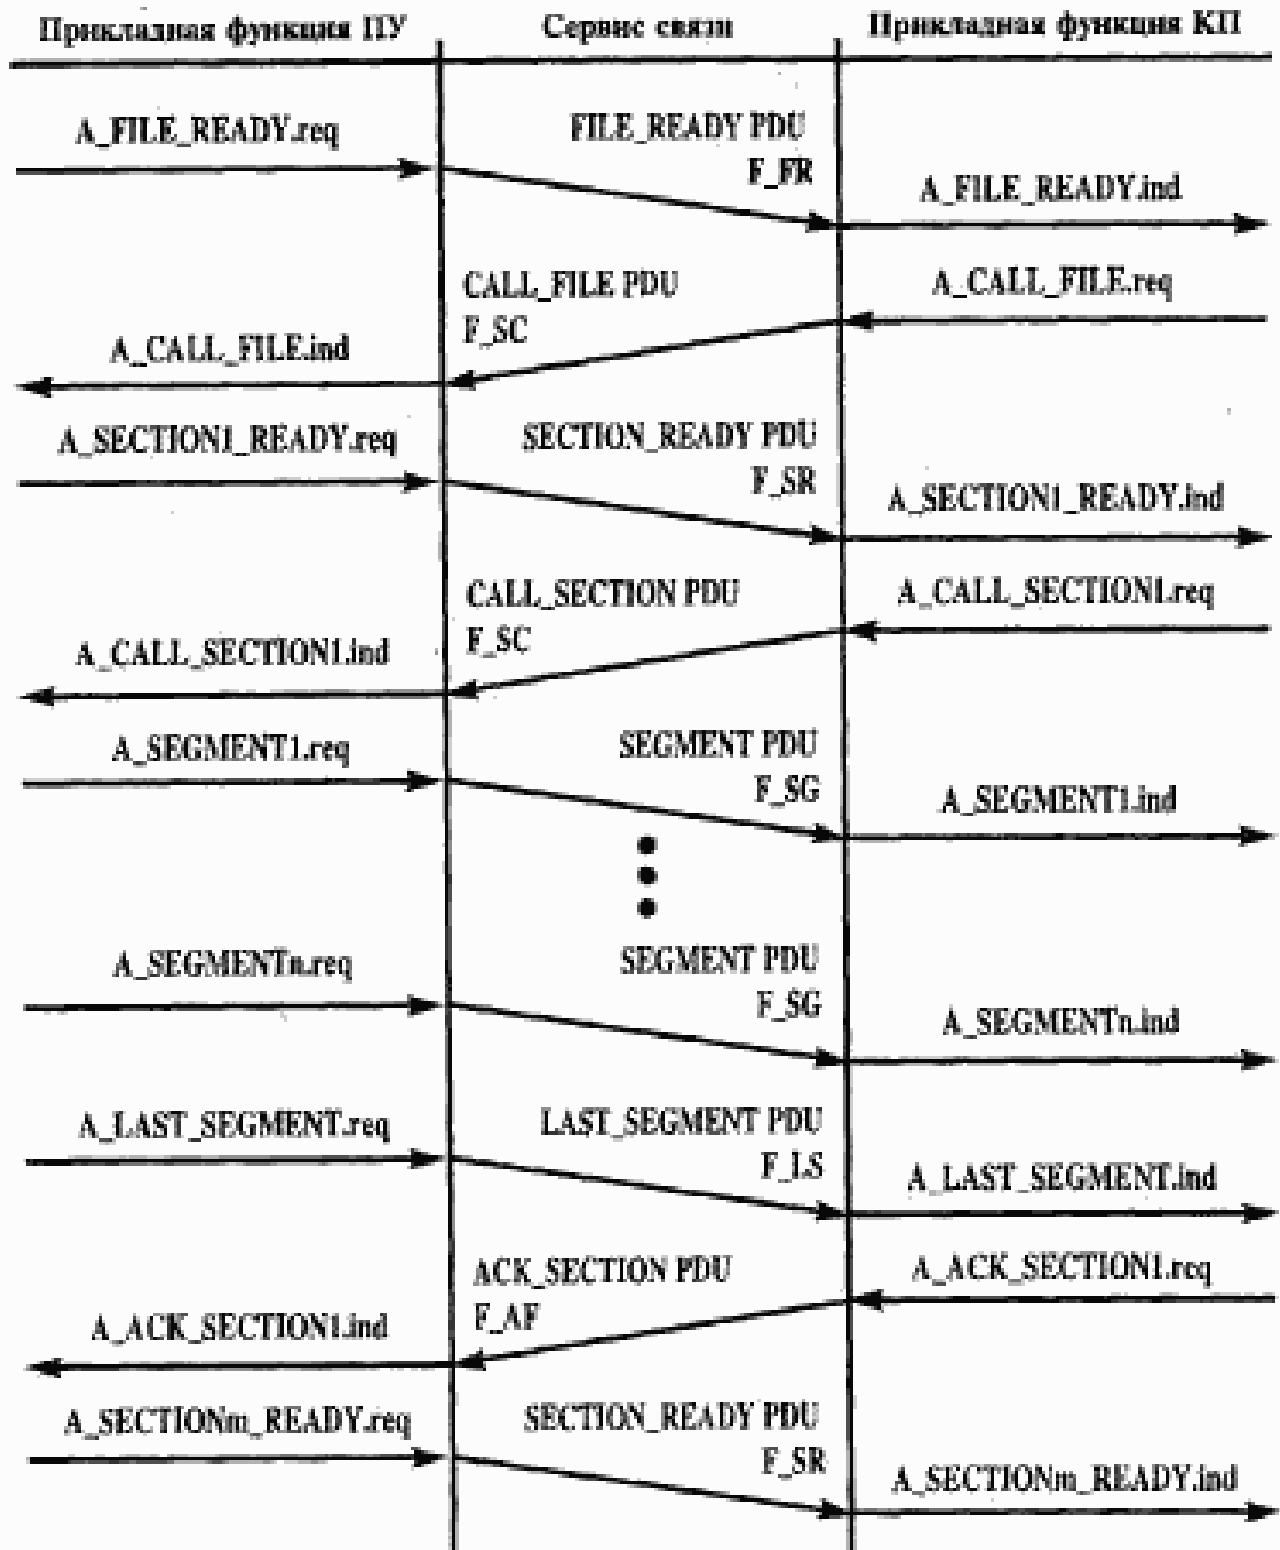 Прикладная функция ПУ
Сервис связи
Прикладная функция КП
A_FILE_READY.req
FILE_READY PDU
F_FR
A_FILE_READY.ind
CALL_FILE PDU
F_SC
A_CALL_FILE.req
A_CALL_FILE.ind
A_SECTION1_READY.req
SECTION_READY PDU
F_SR
A_SECTION1_READY.ind
CALL_SECTION PDU
F_SC
A_CALL_SECTION1.req
A_CALL_SECTION1.ind
A_SEGMENT1.req
SEGMENT PDU
F_SG
A_SEGMENT1.ind
A_SEGMENTn.req
SEGMENT PDU
F_SG
A_SEGMENTn.ind
A_LAST_SEGMENT.req
LAST_SEGMENT PDU
F_LS
A_LAST_SEGMENT.ind
ACK_SECTION PDU
F_AF
A_ACK_SECTION1.req
A_ACK_SECTION1.ind
A_SECTIONm_READY.req
SECTION_READY PDU
F_SR
A_SECTIONm_READY.ind